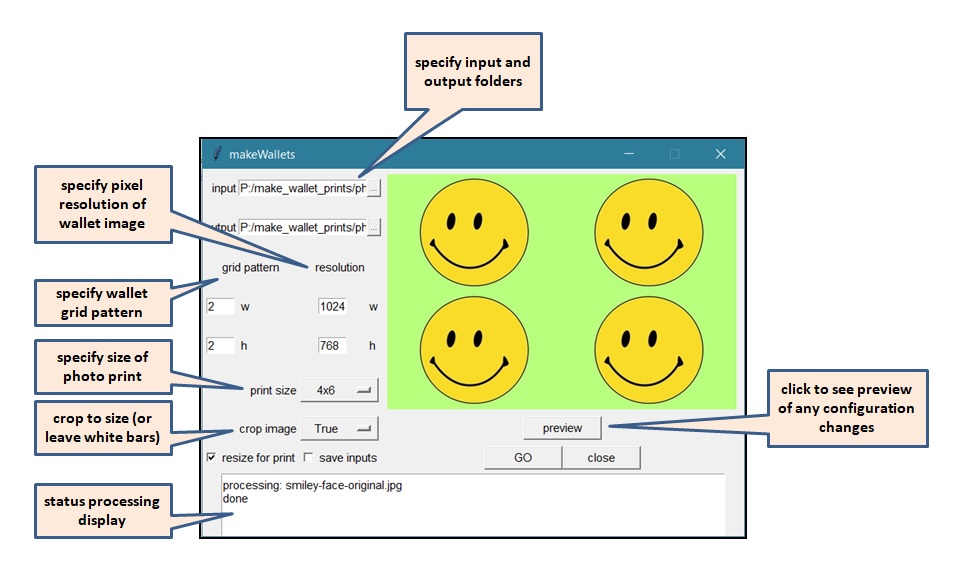 specify input and
output folders
makeWallets
specify pixel
resolution of
wallet image
input P:/make_wallet_prints/ph ...
utput P:/make_wallet_prints/ph ...
grid pattern resolution
specify wallet
grid pattern
2 w 1024 w
2 h 768 h
specify size of
photo print
print size 4x6
click to see preview
of any configuration
changes
crop to size (or
leave white bars)
crop image True
preview
resize for print save inputs
GO close
processing: smiley-face-original.jpg
done
status processing
display